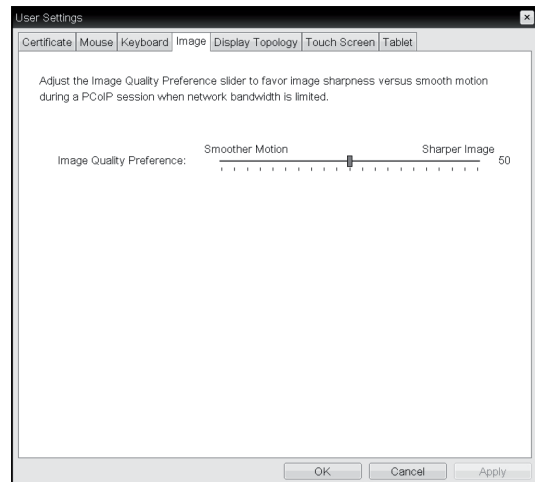 User Settings
Certificate Mouse Keyboard Image Display Topology Touch Screen Tablet
Adjust the Image Quality Preference slider to favor image sharpness versus smooth motion
during a PCoIP session when network bandwidth is limited.
Smoother Motion Sharper Image
Image Quality Preference: 50
OK Cancel Apply